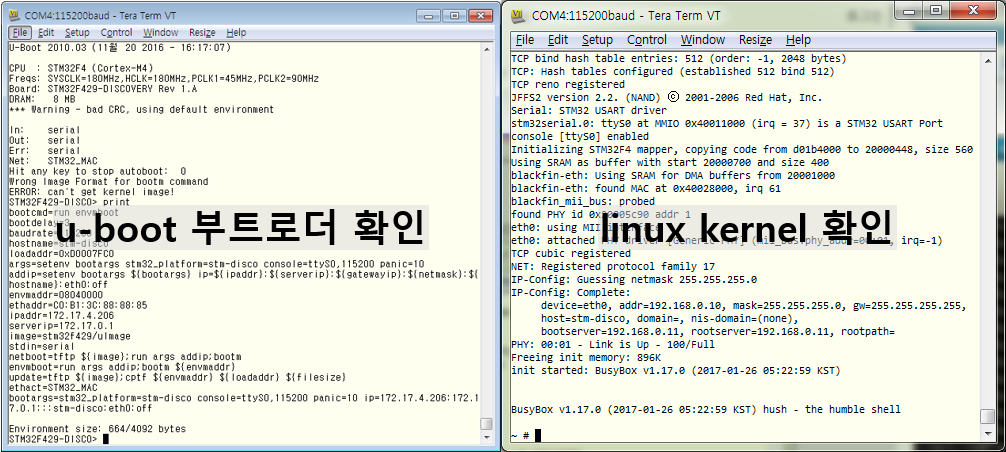 COM4:115200baud - Tera Term VT
File Edit Setup Control Window Resize Help
U-Boot 2010.03 (11월 20 2016 - 16:17:07)
CPU : STM32F4 (Cortex-M4)
Freqs: SYSCLK=180MHz,HCLK=180MHz,PCLK1=45MHz,PCLK2=90MHz
Board: STM32F429-DISCOVERY Rev 1.A
DRAM: 8 MB
*** Warning - bad CRC, using default environment
In: serial
Out: serial
Err: serial
Net: STM32_MAC
Hit any key to stop autoboot: 0
Wrong Image Format for bootm command
ERROR: can't get kernel image!
STM32F429-DISCO> print
bootcmd=run envmboot
bootdelay=3
hostname=stm-disco
loadaddr=0xD0007FC0
args=setenv bootargs stm32_platform=stm-disco console=ttyS0,115200 panic=10
addip=setenv bootargs ${bootargs} ip=${ipaddr}:${serverip}:${gatewayip}:${netmask}:${
hostname}:eth0:off
envmaddr=08040000
ethaddr=C0:B1:3C:88:88:85
ipaddr=172.17.4.206
serverip=172.17.0.1
image=stm32f429/uImage
stdin=serial
netboot=tftp ${image};run args addip;bootm
envmboot=run args addip;bootm ${envmaddr}
update=tftp ${image};cptf ${envmaddr} ${loadaddr} ${filesize}
ethact=STM32_MAC
bootargs=stm32_platform=stm-disco console=ttyS0,115200 panic=10 ip=172.17.4.206:172.1
7.0.1:::stm-disco:eth0:off
Environment size: 664/4092 bytes
STM32F429-DISCO>
u-boot 부트로더 확인
COM4:115200baud - Tera Term VT
File Edit Setup Control Window Resize Help
TCP bind hash table entries: 512 (order: -1, 2048 bytes)
TCP: Hash tables configured (established 512 bind 512)
TCP reno registered
JFFS2 version 2.2. (NAND) © 2001-2006 Red Hat, Inc.
Serial: STM32 USART driver
stm32serial.0: ttyS0 at MMIO 0x40011000 (irq = 37) is a STM32 USART Port
console [ttyS0] enabled
Initializing STM32F4 mapper, copying code from d01b4000 to 20000448, size 560
Using SRAM as buffer with start 20000700 and size 400
blackfin-eth: Using SRAM for DMA buffers from 20001000
blackfin-eth: found MAC at 0x40028000, irq 61
blackfin_mii_bus: probed
found PHY id 0x20005c90 addr 1
eth0: using MII interface
eth0: attached PHY driver [Generic PHY] irq=-1)
TCP cubic registered
NET: Registered protocol family 17
IP-Config: Guessing netmask 255.255.255.0
IP-Config: Complete:
device=eth0, addr=192.168.0.10, mask=255.255.255.0, gw=255.255.255.255,
host=stm-disco, domain=, nis-domain=(none),
bootserver=192.168.0.11, rootserver=192.168.0.11, rootpath=
PHY: 00:01 - Link is Up - 100/Full
Freeing init memory: 896K
init started: BusyBox v1.17.0 (2017-01-26 05:22:59 KST)
BusyBox v1.17.0 (2017-01-26 05:22:59 KST) hush - the humble shell
~ #
linux kernel 확인